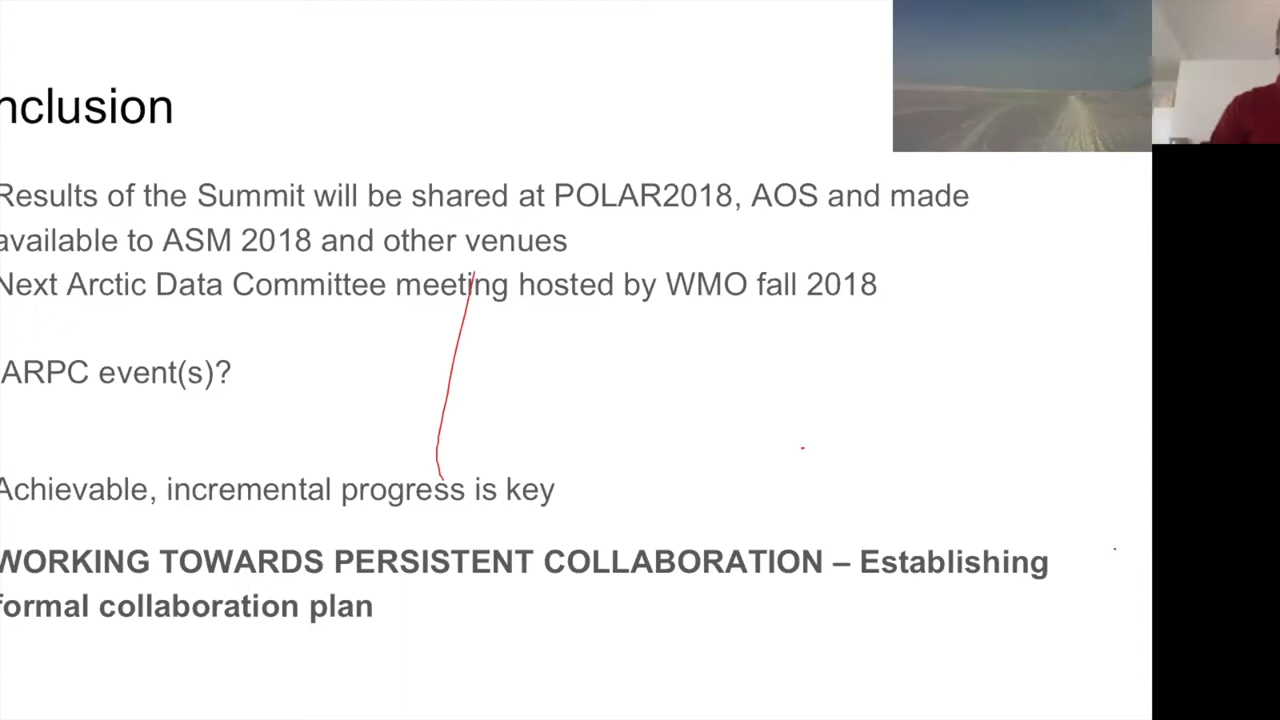 nclusion
Results of the Summit will be shared at POLAR2018, AOS and made
available to ASM 2018 and other venues
Next Arctic Data Committee meeting hosted by WMO fall 2018
ARPC event(s)?
Achievable, incremental progress is key
WORKING TOWARDS PERSISTENT COLLABORATION – Establishing
formal collaboration plan